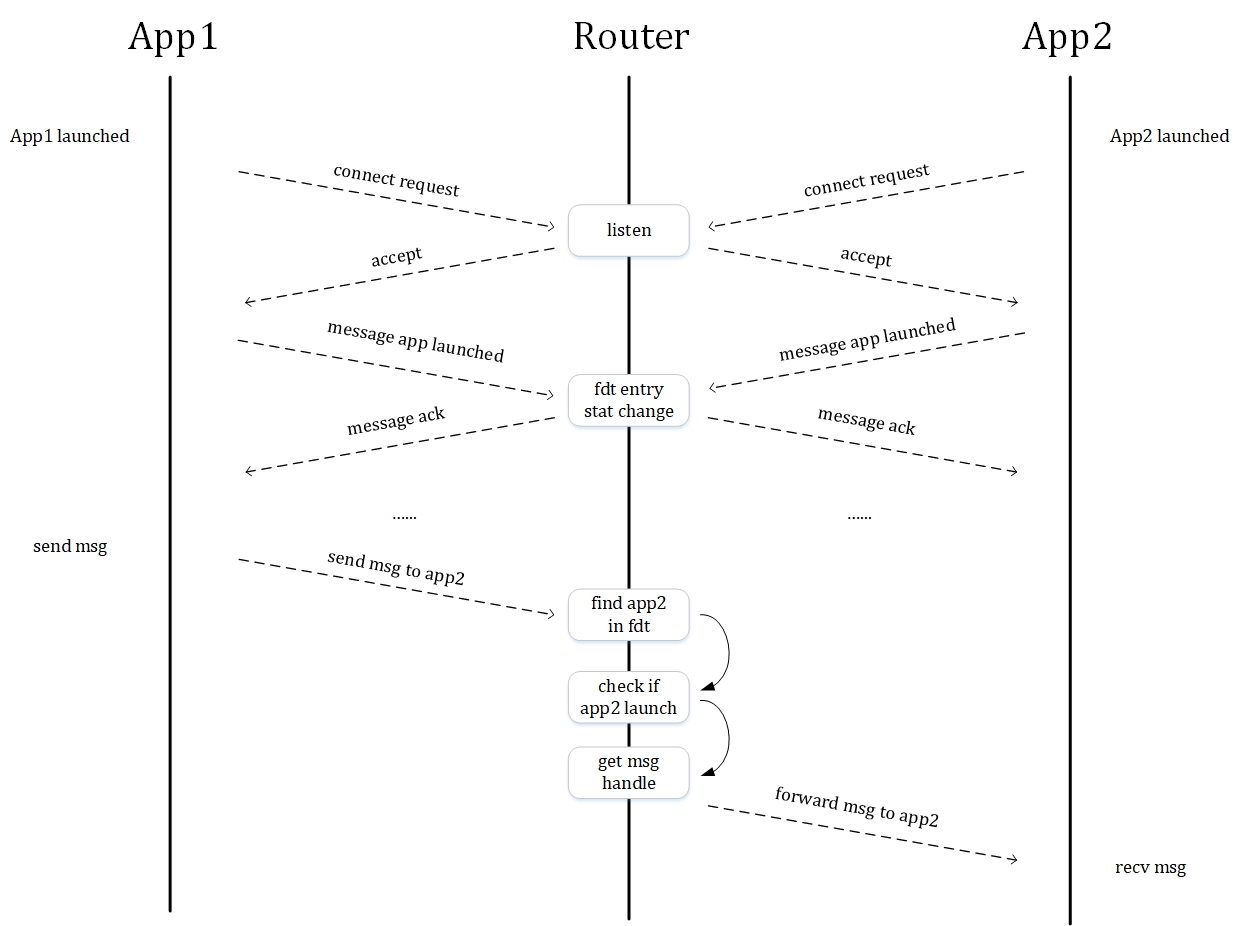 App1
Router
App2
App1 launched
App2 launched
connect request
connect request
listen
accept
accept
message app launched
message app launched
fdt entry
stat change
message ack
message ack
......
......
send msg
send msg to app2
find app2
in fdt
check if
app2 launch
get msg
handle
forward msg to app2
recv msg